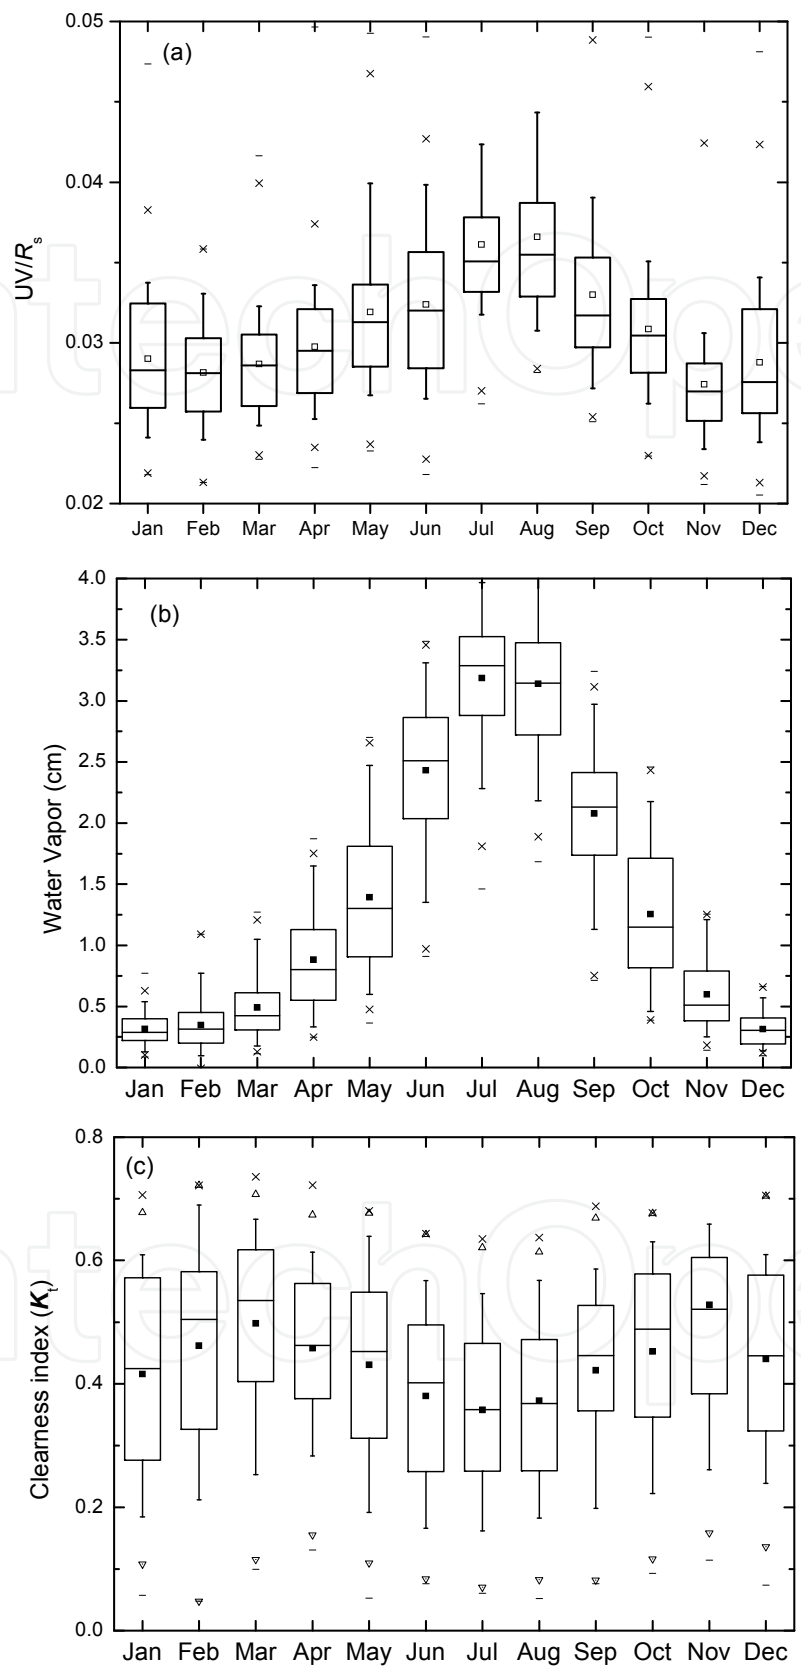 0.05
(a)
0.04
UV/Rs
0.03
0.02
Jan Feb Mar Apr May Jun Jul Aug Sep Oct Nov Dec
4.0
(b)
3.5
3.0
2.5
Water Vapor (cm)
2.0
1.5
1.0
0.5
0.0
Jan Feb Mar Apr May Jun Jul Aug Sep Oct Nov Dec
0.8
(c)
0.6
Clearness index (Kt)
0.4
0.2
0.0
Jan Feb Mar Apr May Jun Jul Aug Sep Oct Nov Dec
ntechOpe
ntechOpe